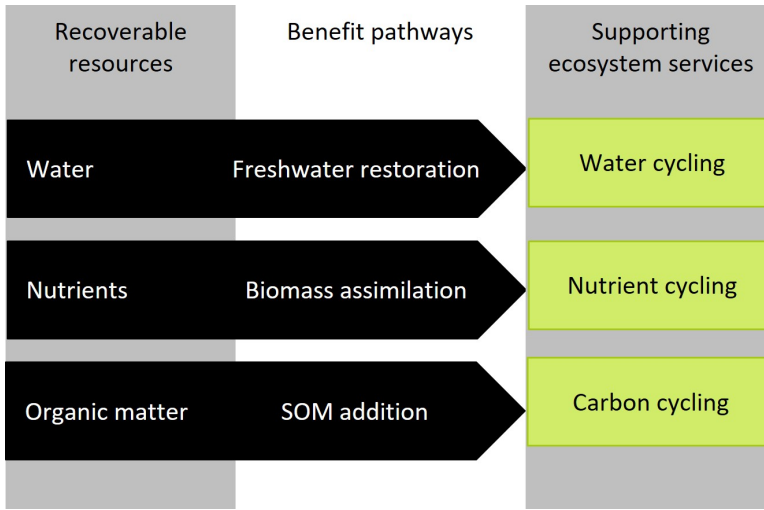 Recoverable
resources
Benefit pathways
Supporting
ecosystem services
Water
Freshwater restoration
Water cycling
Nutrients
Biomass assimilation
Nutrient cycling
Organic matter
SOM addition
Carbon cycling